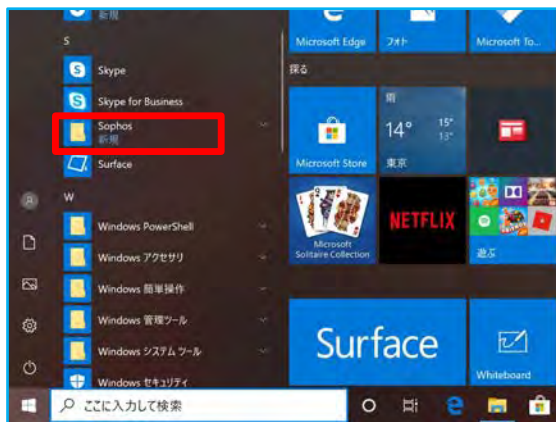 新規
S
Skype
Skype for Business
Sophos
新規
Surface
W
Windows PowerShell
Windows アクセサリ
Windows 簡単操作
Windows 管理ツール
Windows システム ツール
Windows セキュリティ
Microsoft Edge
フォト
Microsoft To...
探る
Microsoft Store
雨
14°
15°
13°
東京
Microsoft
Solitaire Collection
NETFLIX
遊ぶ
Surface
Whiteboard
ここに入力して検索